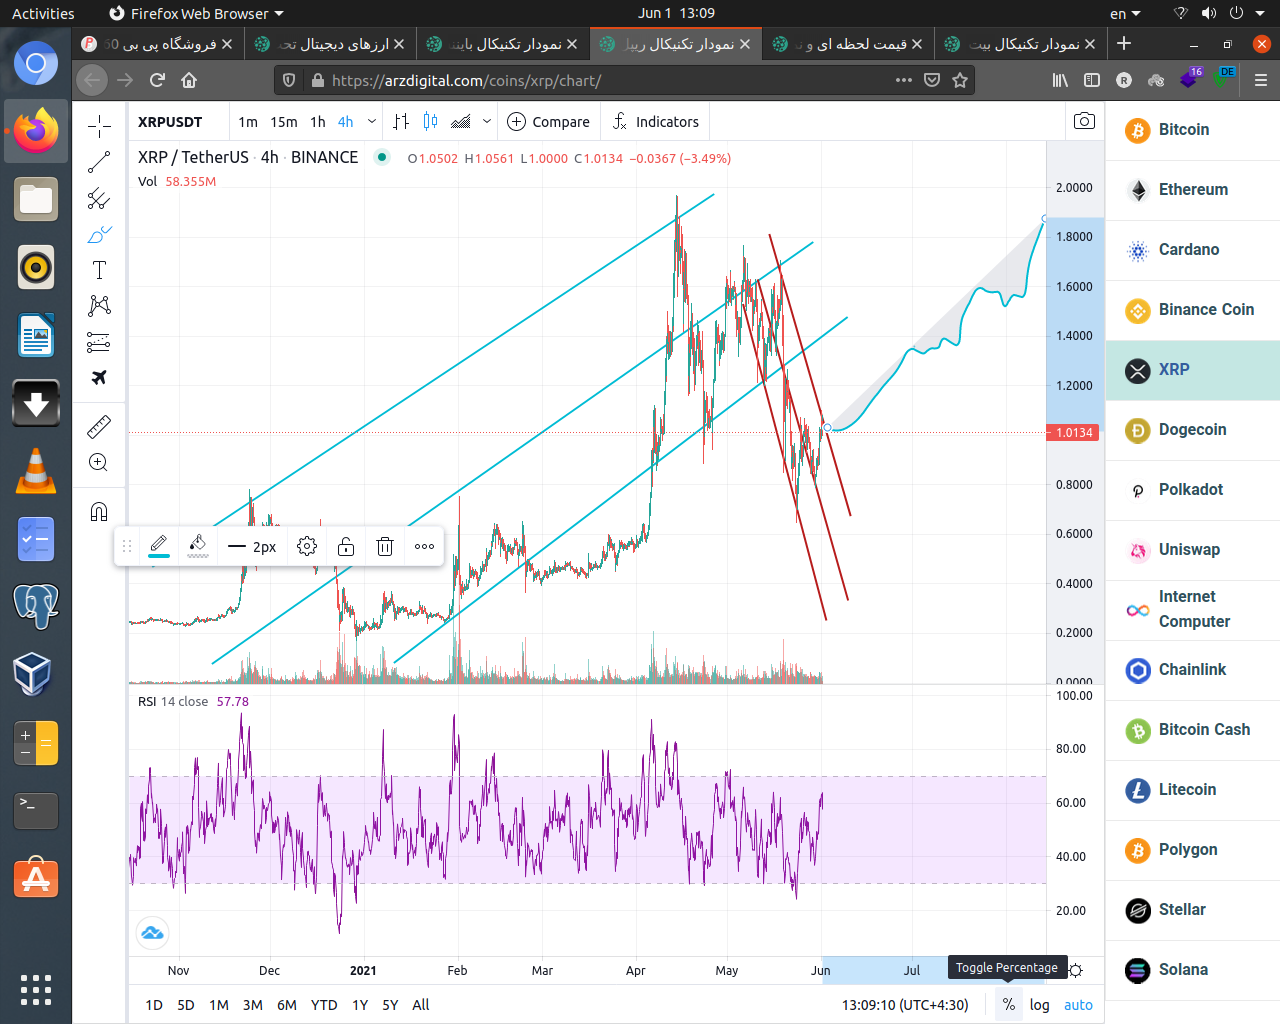 Activities
Firefox Web Browser
Jun 1 13:09
en
فروشگاه پی بی 50
ارزهای دیجیتال تحـ
نمودار تکنیکال باینـ
نمودار تکنیکال ریپل
قیمت لحظه ای و
نمودار تکنیکال بیت
https://arzdigital.com/coins/xrp/chart/
16
DE
XRPUSDT
1m 15m 1h 4h
Compare
Indicators
XRP / TetherUS · 4h · BINANCE
O1.0502 H1.0561 L1.0000 C1.0134 −0.0367 (−3.49%)
Vol 58.355M
2.0000
1.8000
1.6000
1.4000
1.2000
1.0134
0.8000
0.6000
0.4000
0.2000
0.0000
2px
RSI 14 close 57.78
100.00
80.00
60.00
40.00
20.00
Nov Dec 2021 Feb Mar Apr May Jun Jul
Toggle Percentage
1D 5D 1M 3M 6M YTD 1Y 5Y All
13:09:10 (UTC+4:30)
% log auto
Bitcoin
Ethereum
Cardano
Binance Coin
XRP
Dogecoin
Polkadot
Uniswap
Internet
Computer
Chainlink
Bitcoin Cash
Litecoin
Polygon
Stellar
Solana